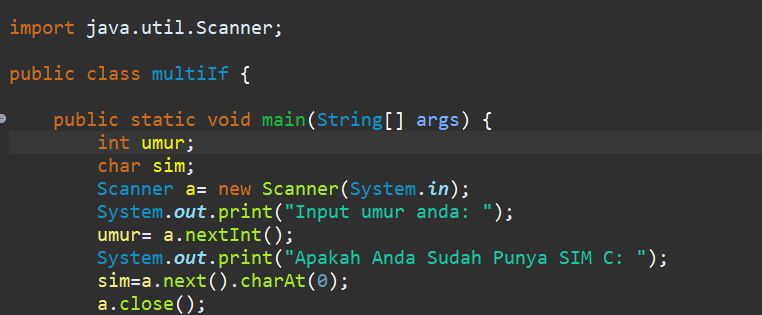 import java.util.Scanner;
public class multiIf {
public static void main(String[] args) {
int umur;
char sim;
Scanner a= new Scanner(System.in);
System.out.print("Input umur anda: ");
umur= a.nextInt();
System.out.print("Apakah Anda Sudah Punya SIM C: ");
sim=a.next().charAt(0);
a.close();